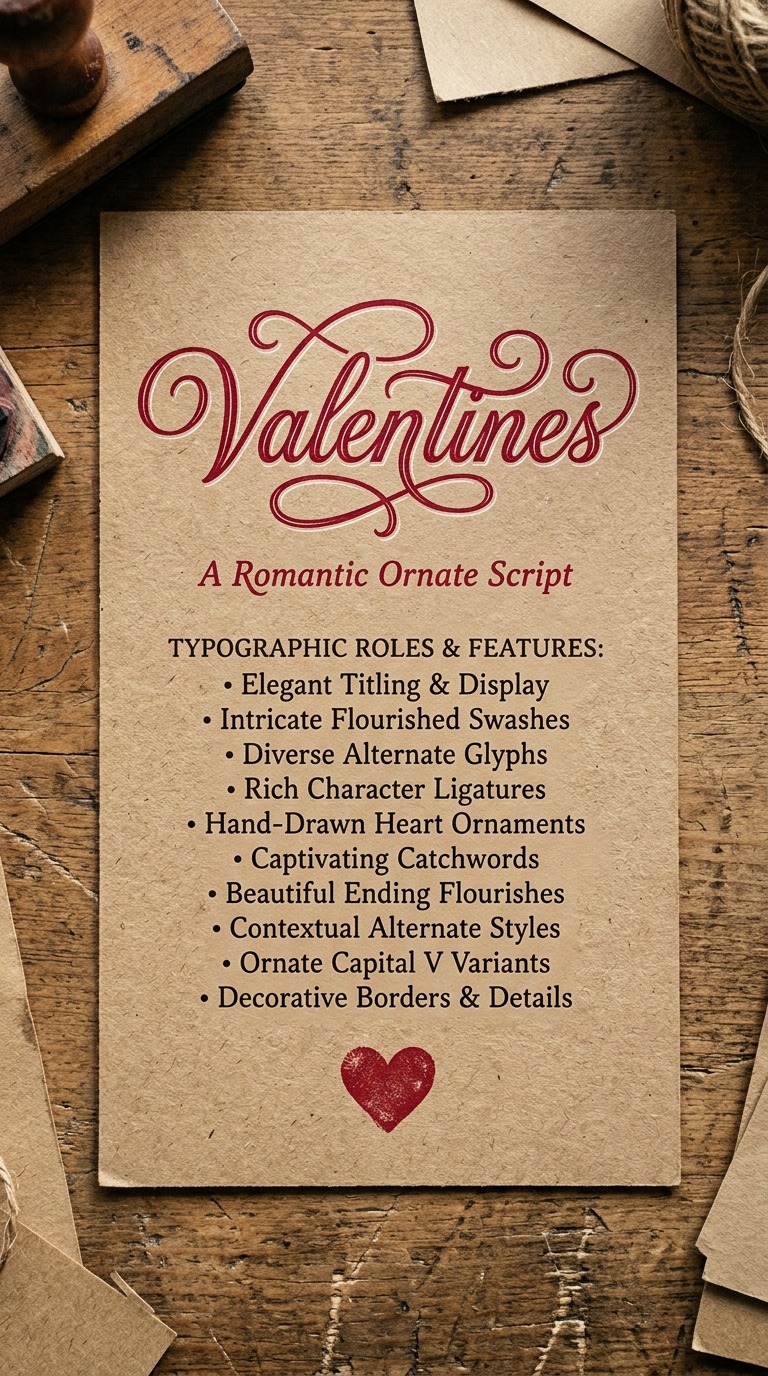 Valentines
A Romantic Ornate Script
TYPOGRAPHIC ROLES & FEATURES:
• Elegant Titling & Display
• Intricate Flourished Swashes
• Diverse Alternate Glyphs
• Rich Character Ligatures
• Hand-Drawn Heart Ornaments
• Captivating Catchwords
• Beautiful Ending Flourishes
• Contextual Alternate Styles
• Ornate Capital V Variants
• Decorative Borders & Details